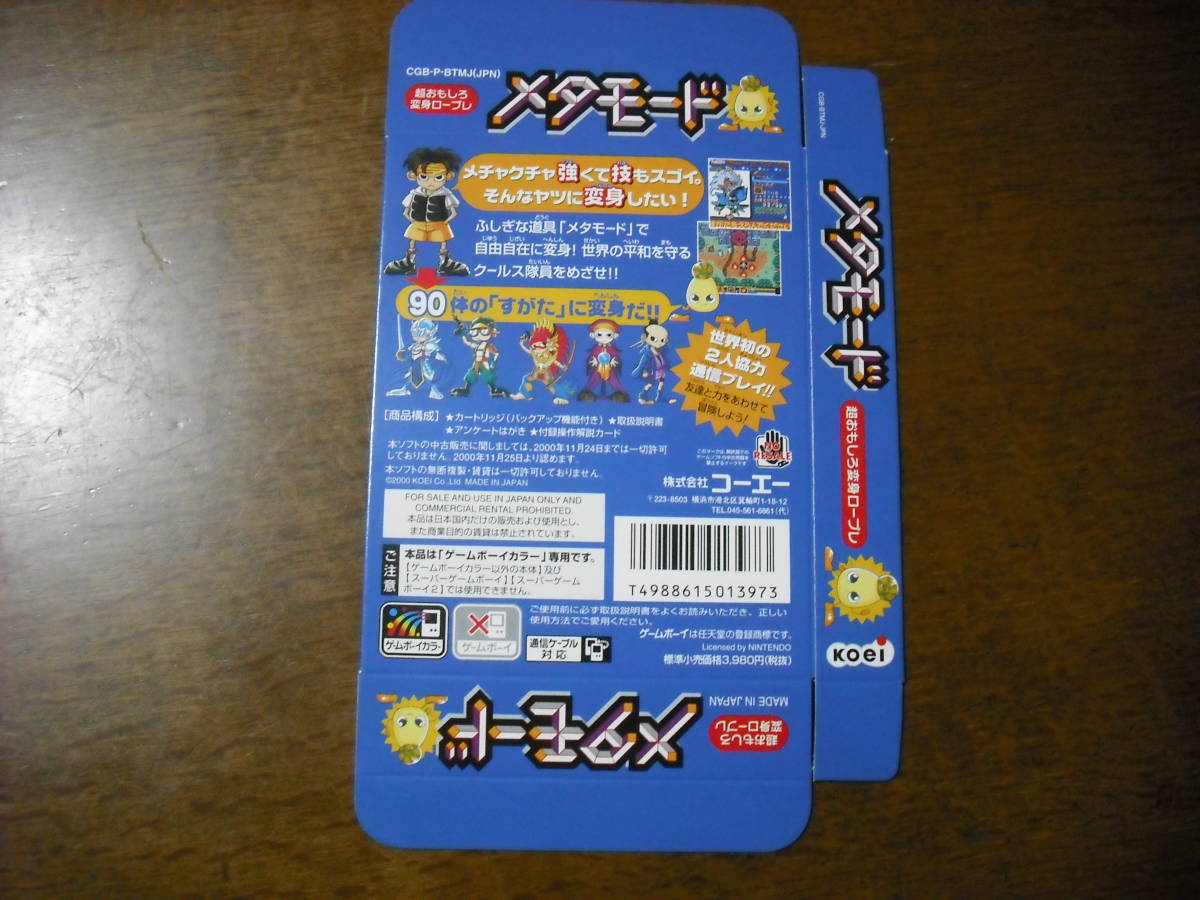 CGB-P-BTMJ(JPN)
超おもしろ
変身ロープレ
メタモード
メチャクチャ強くて技もスゴイ。
そんなヤツに変身したい!
ふしぎな道具「メタモード」で
自由自在に変身! 世界の平和を守る
クールス隊員をめざせ!!
90体の「すがた」に変身だ!!
世界初の
2人協力
通信プレイ!!
友達と力をあわせて
冒険しよう!
[商品構成] ★カートリッジ(バックアップ機能付き) ★取扱説明書
★アンケートはがき ★付録操作解説カード
本ソフトの中古販売に関しましては、2000年11月24日までは一切許可
しておりません。2000年11月25日より認めます。
本ソフトの無断複製・賃貸は一切許可しておりません。
©2000 KOEI Co.,Ltd. MADE IN JAPAN
NO RESALE
株式会社 コーエー
〒223-8503 横浜市港北区箕輪町1-18-12
TEL.045-561-6861(代)
FOR SALE AND USE IN JAPAN ONLY AND
COMMERCIAL RENTAL PROHIBITED.
本品は日本国内だけの販売および使用とし、
また商業目的の賃貸は禁止されています。
ご注意
本品は「ゲームボーイカラー」専用です。
【ゲームボーイカラー以外の本体】及び
【スーパーゲームボーイ】【スーパーゲーム
ボーイ2】では使用できません。
T4988615013973
ご使用前に必ず取扱説明書をよくお読みいただき、正しい
使用方法でご愛用ください。
ゲームボーイは任天堂の登録商標です。
Licensed by NINTENDO
標準小売価格3,980円(税抜)
ゲームボーイカラー
ゲームボーイ
通信ケーブル
対応
MADE IN JAPAN
超おもしろ
変身ロープレ
メタモード
CGB-BTMJ-JPN
メタモード
超おもしろ変身ロープレ
KOEI